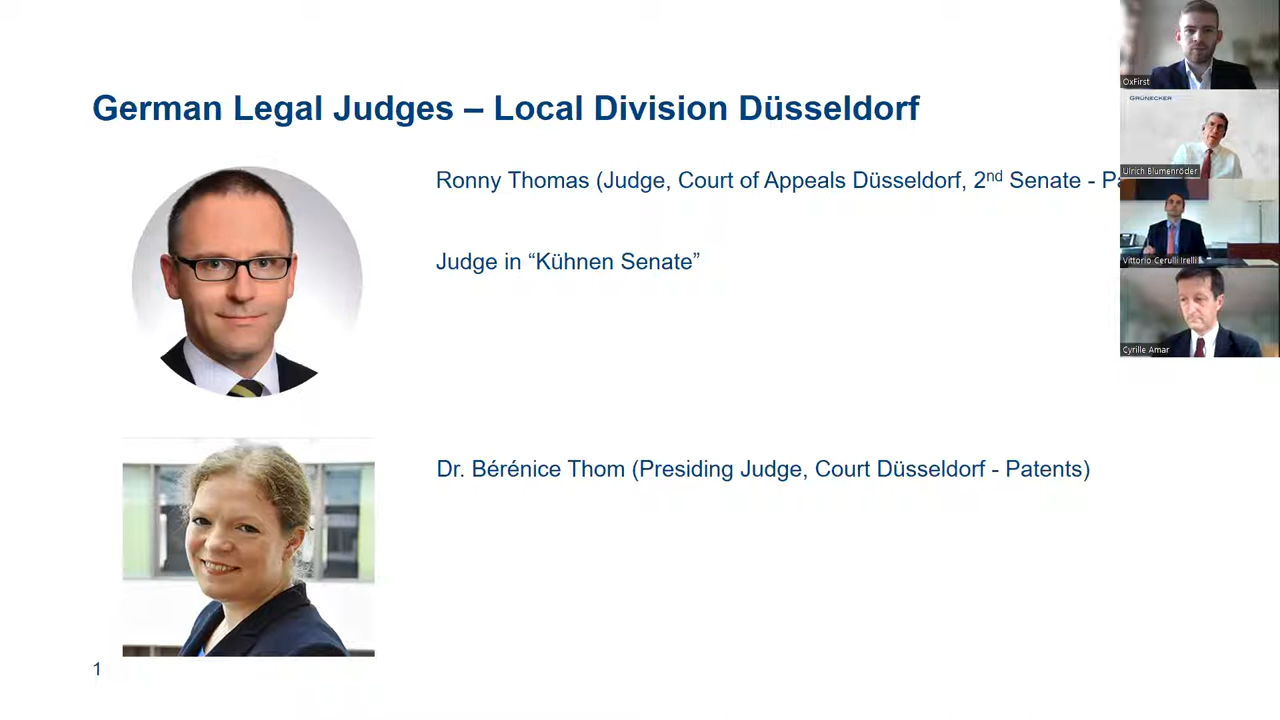 German Legal Judges – Local Division Düsseldorf
Ronny Thomas (Judge, Court of Appeals Düsseldorf, 2nd Senate -
Judge in “Kühnen Senate”
Dr. Bérénice Thom (Presiding Judge, Court Düsseldorf - Patents)
1
OxFirst
GRÜNECKER
Ulrich Blumenröder
Vittorio Cerulli Irelli
Cyrille Amar